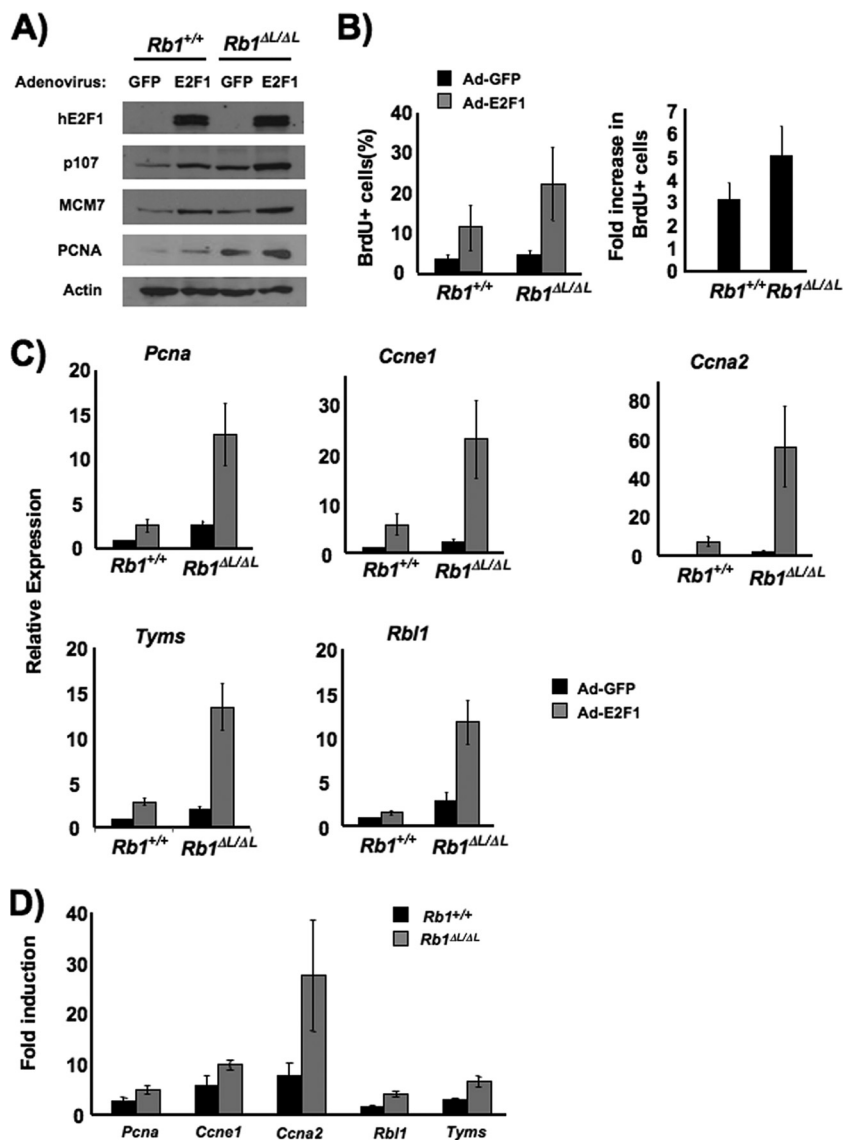 A)
Rb1+/+ Rb1ΔL/ΔL
Adenovirus: GFP E2F1 GFP E2F1
hE2F1
p107
MCM7
PCNA
Actin
B)
Ad-GFP
Ad-E2F1
BrdU+ cells(%)
40
30
20
10
0
Rb1+/+ Rb1ΔL/ΔL
Fold increase in
BrdU+ cells
7
6
5
4
3
2
1
0
Rb1+/+ Rb1ΔL/ΔL
C)
Relative Expression
Pcna
20
15
10
5
0
Rb1+/+ Rb1ΔL/ΔL
Ccne1
30
20
10
0
Rb1+/+ Rb1ΔL/ΔL
Ccna2
80
60
40
20
0
Rb1+/+ Rb1ΔL/ΔL
Tyms
20
15
10
5
0
Rb1+/+ Rb1ΔL/ΔL
Rbl1
20
15
10
5
0
Rb1+/+ Rb1ΔL/ΔL
Ad-GFP
Ad-E2F1
D)
Fold induction
40
30
20
10
0
Rb1+/+
Rb1ΔL/ΔL
Pcna Ccne1 Ccna2 Rbl1 Tyms